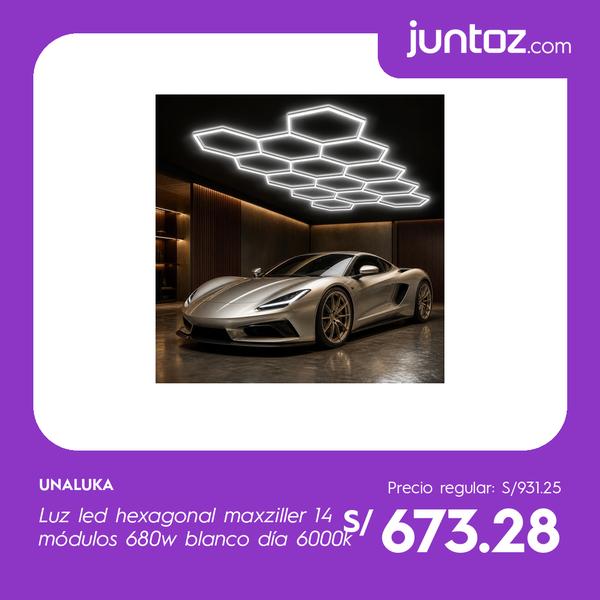 juntoz.com
UNALUKA
Precio regular: S/931.25
Luz led hexagonal maxziller 14
módulos 680w blanco día 6000k
S/ 673.28